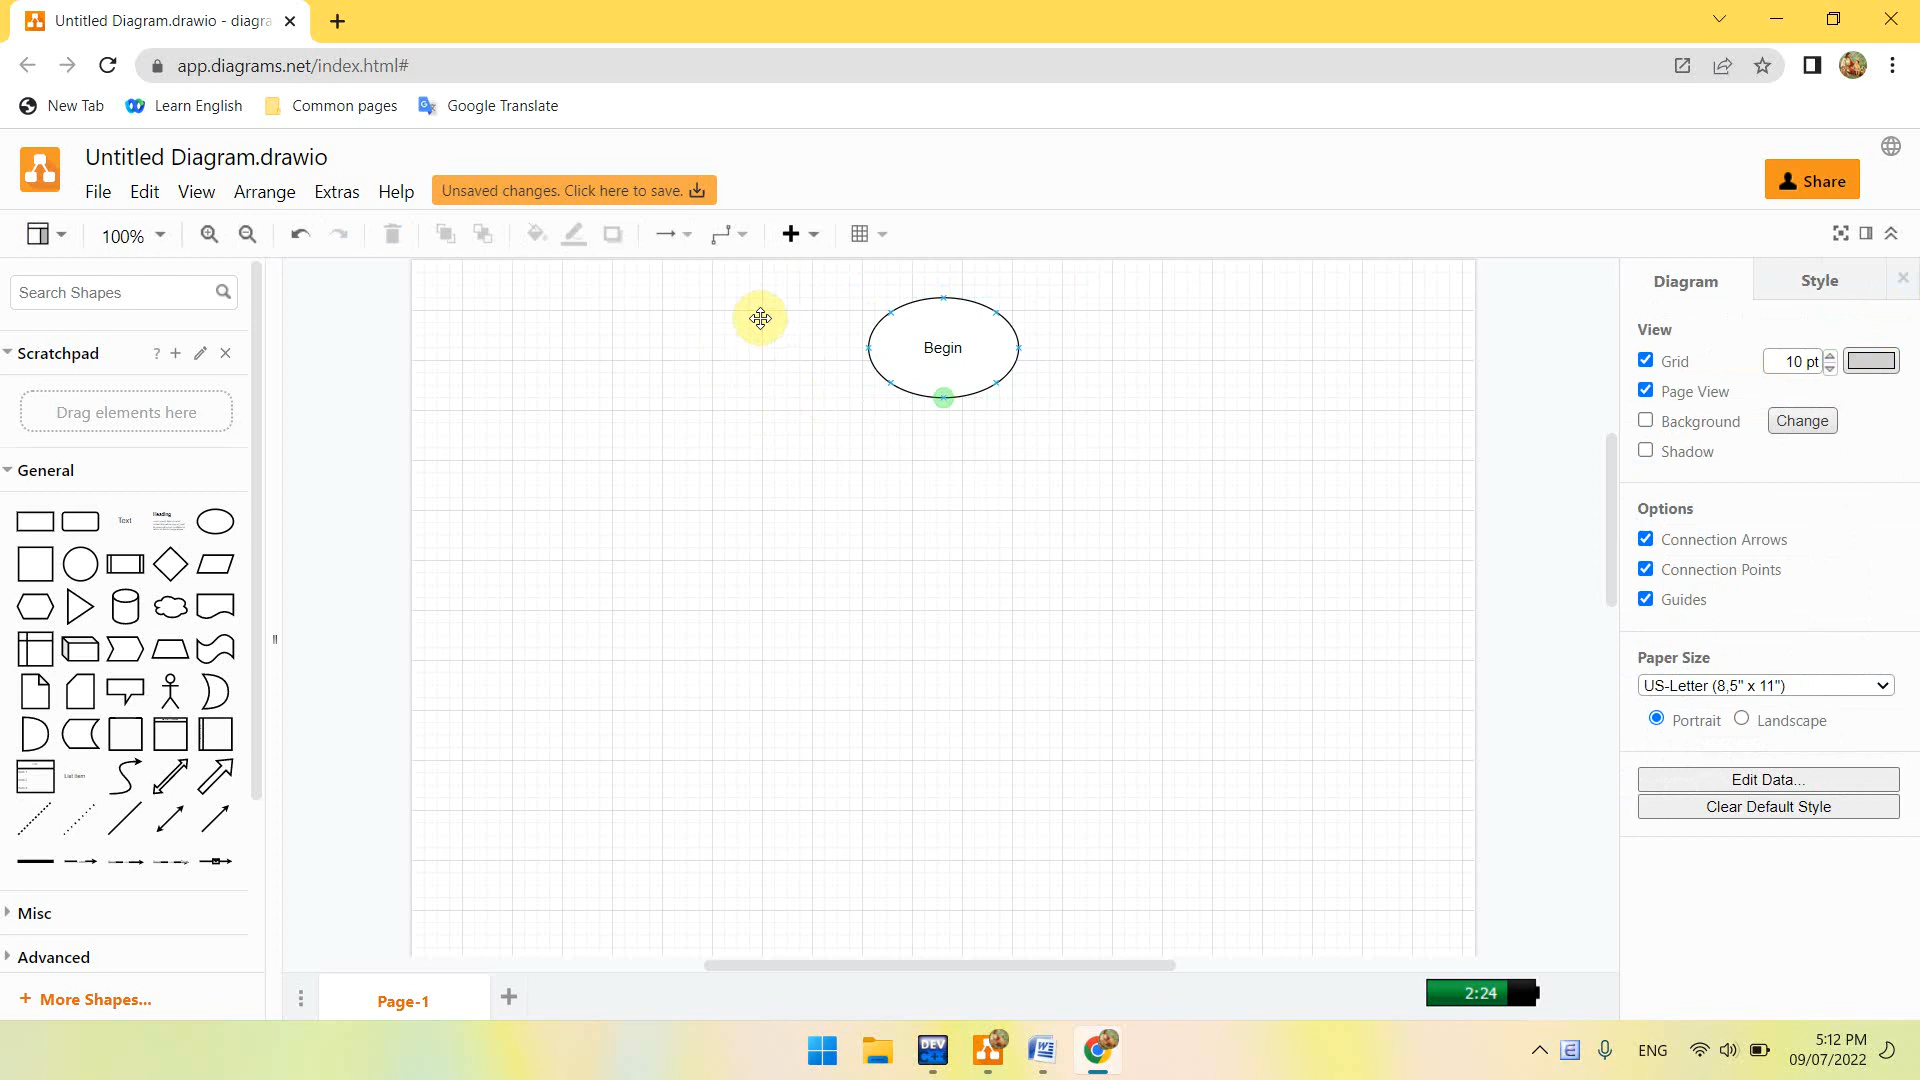 Untitled Diagram.drawio - diagra
app.diagrams.net/index.html#
New Tab
Learn English
Common pages
Google Translate
Untitled Diagram.drawio
File
Edit
View
Arrange
Extras
Help
Unsaved changes. Click here to save.
Share
100%
Search Shapes
Scratchpad
?
Drag elements here
General
Text
Heading
List Item
Misc
Advanced
+ More Shapes...
Begin
Page-1
2:24
Diagram
Style
View
Grid
10 pt
Page View
Background
Change
Shadow
Options
Connection Arrows
Connection Points
Guides
Paper Size
US-Letter (8,5" x 11")
Portrait
Landscape
Edit Data...
Clear Default Style
DEV
ENG
5:12 PM
09/07/2022